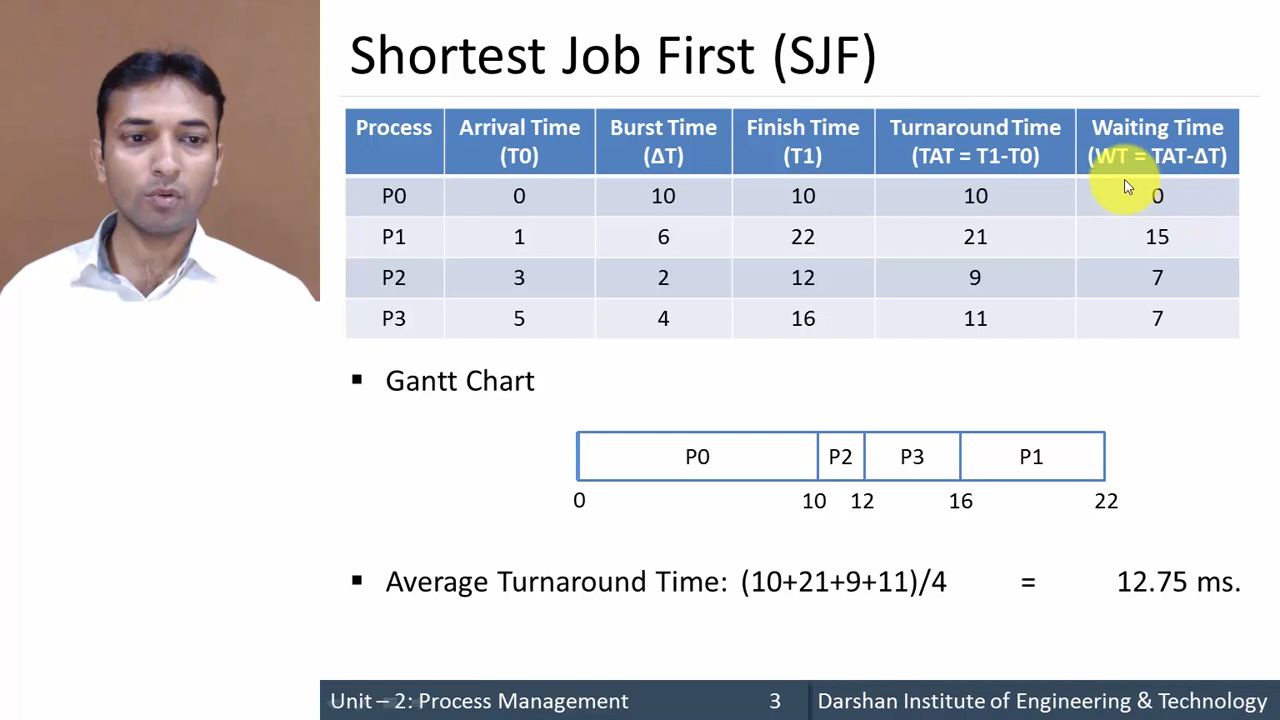 Shortest Job First (SJF)
Process Arrival Time (T0) Burst Time (ΔT) Finish Time (T1) Turnaround Time (TAT = T1-T0) Waiting Time (WT = TAT-ΔT)
P0 0 10 10 10 0
P1 1 6 22 21 15
P2 3 2 12 9 7
P3 5 4 16 11 7
▪ Gantt Chart
P0 P2 P3 P1
0 10 12 16 22
▪ Average Turnaround Time: (10+21+9+11)/4 = 12.75 ms.
Unit – 2: Process Management 3 Darshan Institute of Engineering & Technology